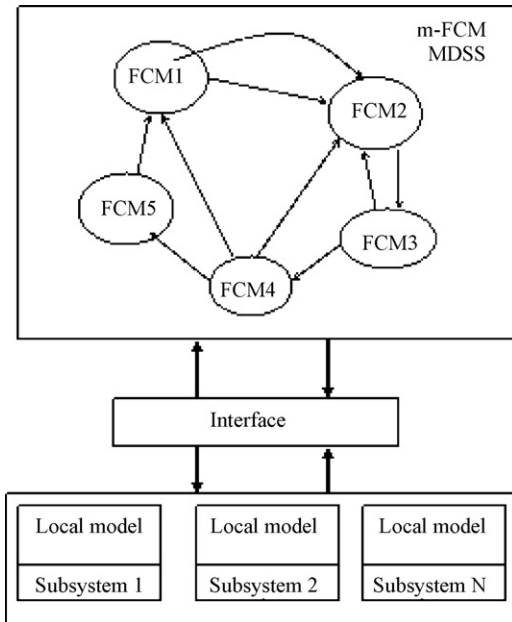 m-FCM
MDSS
FCM1
FCM2
FCM5
FCM3
FCM4
Interface
Local model
Local model
Local model
Subsystem 1
Subsystem 2
Subsystem N